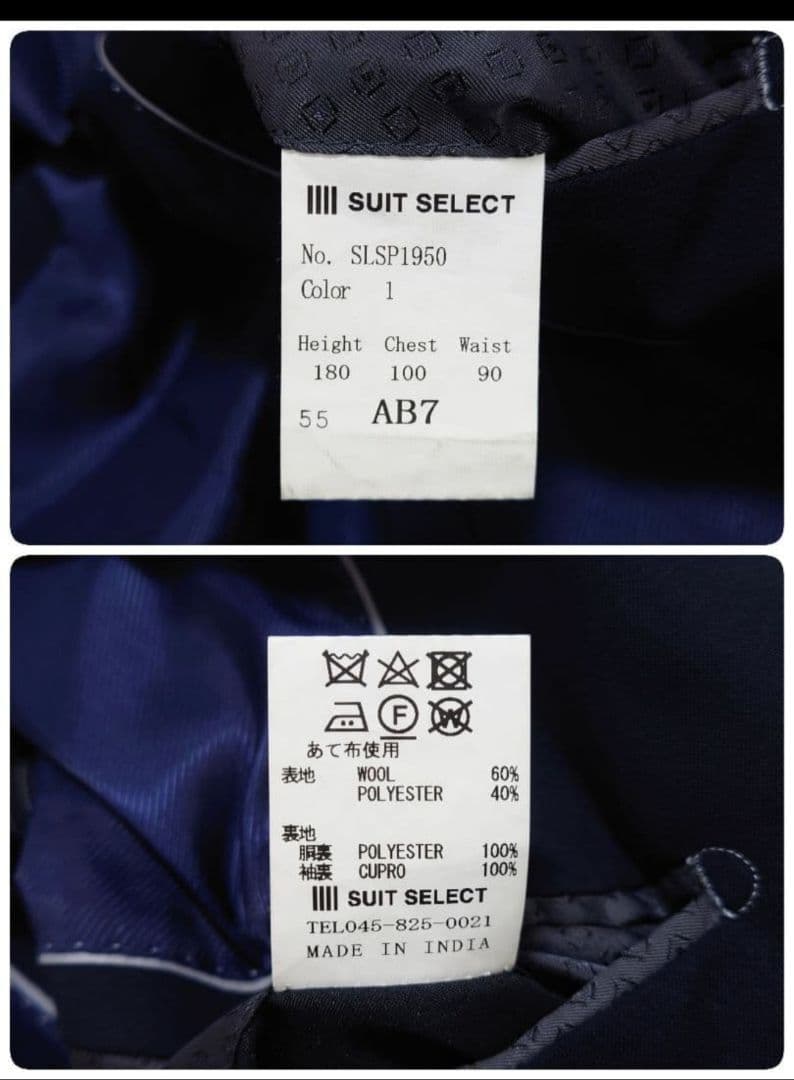 SUIT SELECT
No. SLSP1950
Color 1
Height Chest Waist
180 100 90
55 AB7
F W
あて布使用
表地 WOOL 60%
POLYESTER 40%
裏地
胴裏 POLYESTER 100%
袖裏 CUPRO 100%
SUIT SELECT
TEL045-825-0021
MADE IN INDIA